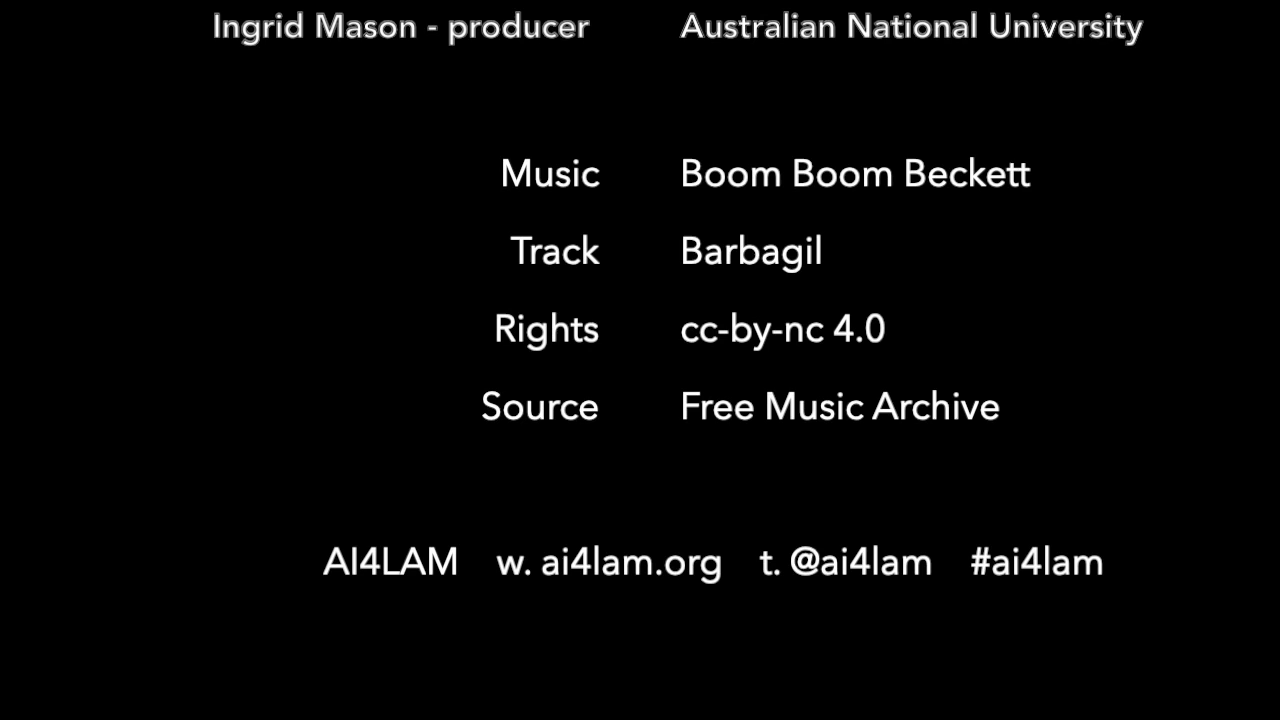 Ingrid Mason - producer Australian National University
Music Boom Boom Beckett
Track Barbagil
Rights cc-by-nc 4.0
Source Free Music Archive
AI4LAM w. ai4lam.org t. @ai4lam #ai4lam